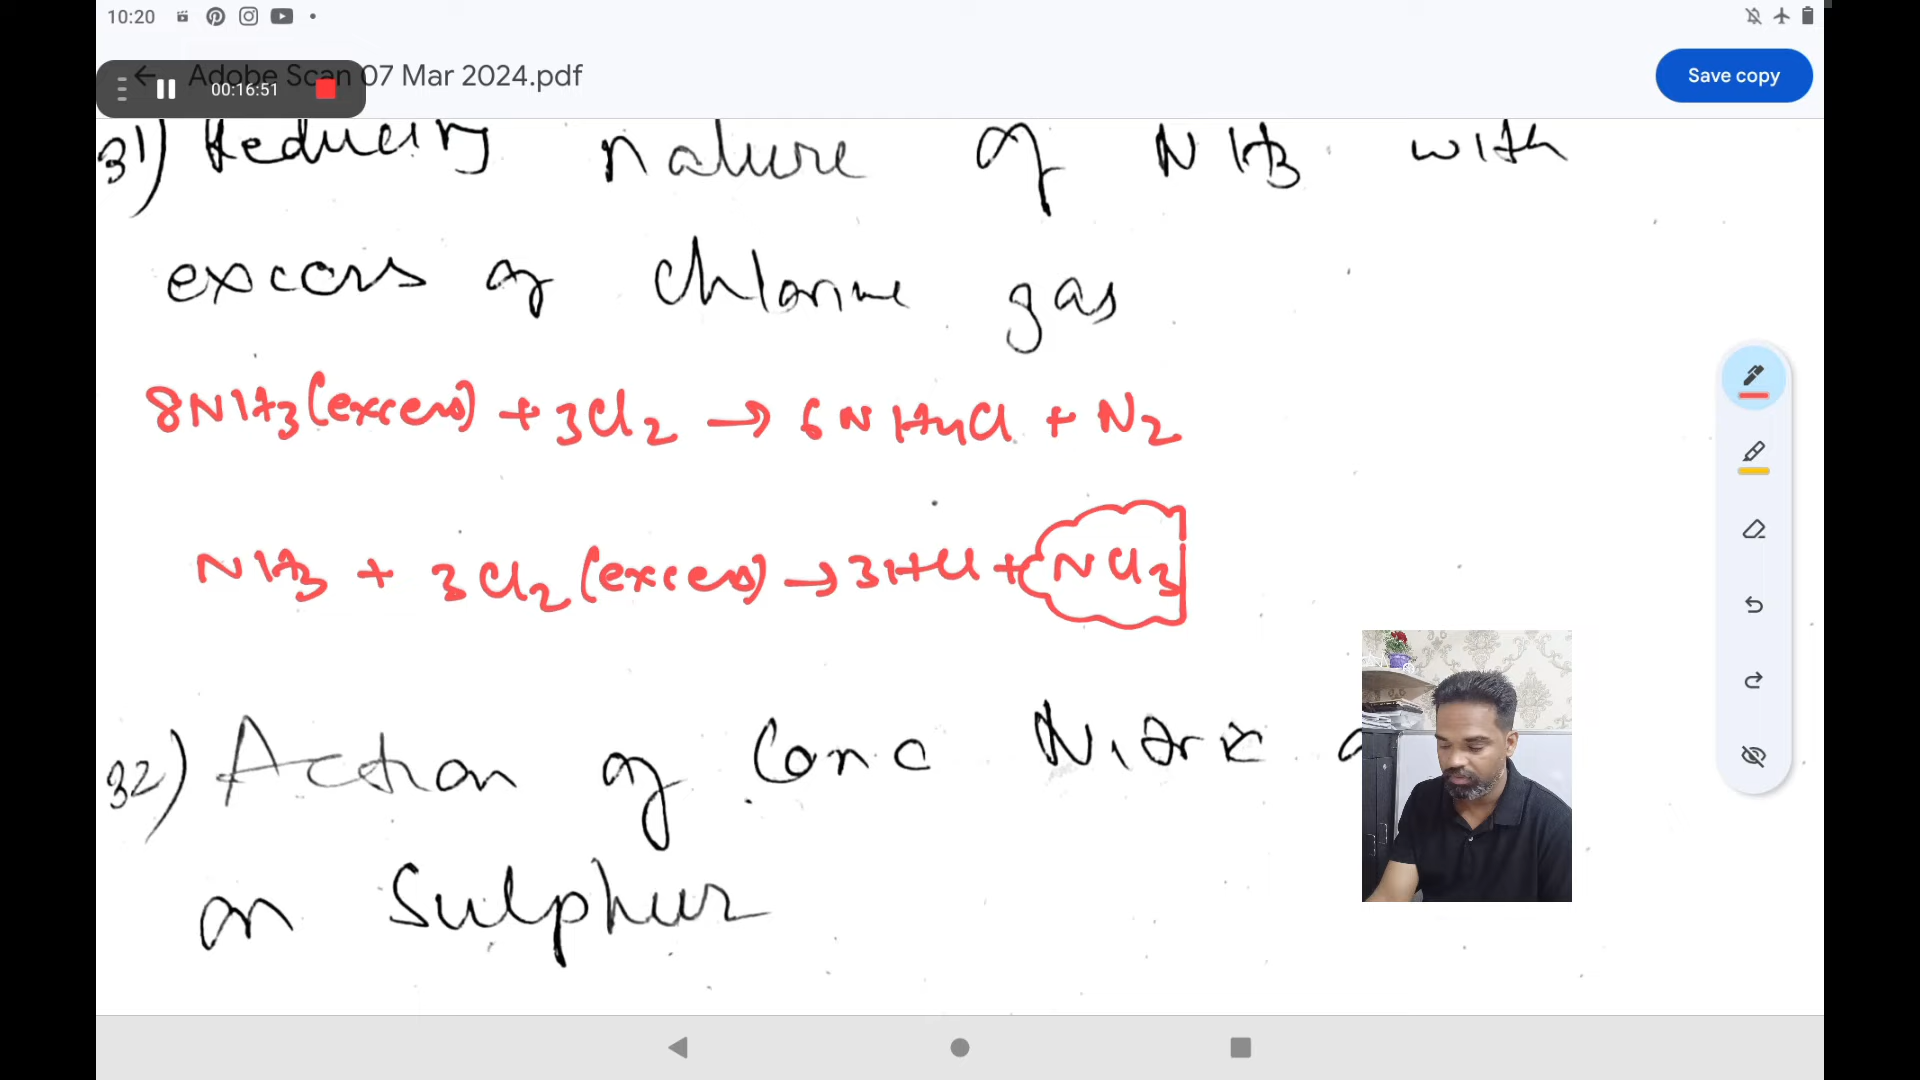 10:20
Adobe Scan 07 Mar 2024.pdf
00:16:51
Save copy
31) Reducing nature of NH3 with
excess of chlorine gas
8NH3(excess) + 3Cl2 → 6NH4Cl + N2
NH3 + 3Cl2(excess) → 3HCl + NCl3
32) Action of Conc Nitric a
on Sulphur